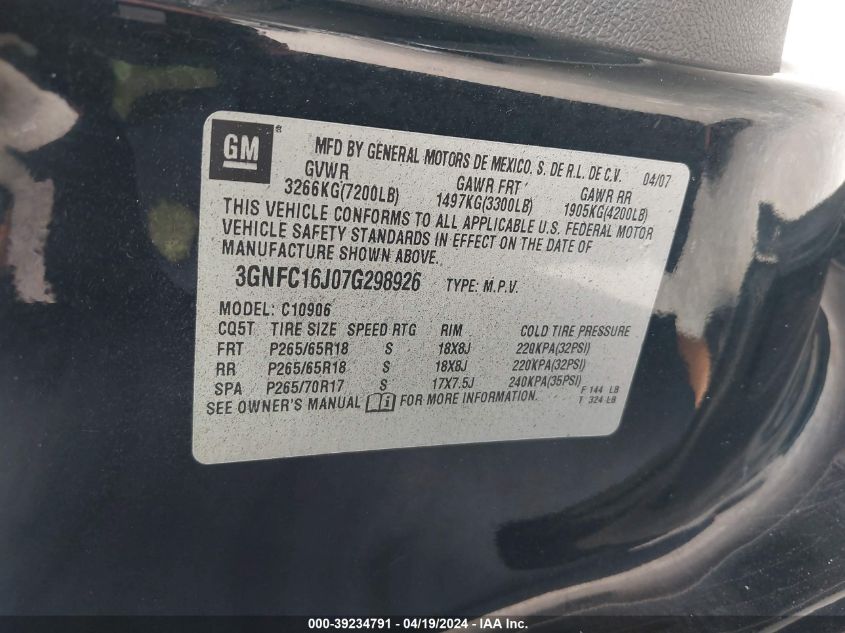 GM®
MFD BY GENERAL MOTORS DE MEXICO, S. DE R.L. DE C.V. 04/07
GVWR GAWR FRT GAWR RR
3266KG(7200LB) 1497KG(3300LB) 1905KG(4200LB)
THIS VEHICLE CONFORMS TO ALL APPLICABLE U.S. FEDERAL MOTOR
VEHICLE SAFETY STANDARDS IN EFFECT ON THE DATE OF
MANUFACTURE SHOWN ABOVE.
3GNFC16J07G298926 TYPE: M.P.V.
MODEL: C10906
CQ5T TIRE SIZE SPEED RTG RIM COLD TIRE PRESSURE
FRT P265/65R18 S 18X8J 220KPA(32PSI)
RR P265/65R18 S 18X8J 220KPA(32PSI)
SPA P265/70R17 S 17X7.5J 240KPA(35PSI)
F 144 LB
SEE OWNER'S MANUAL FOR MORE INFORMATION. T 324 LB
000-39234791 - 04/19/2024 - IAA Inc.